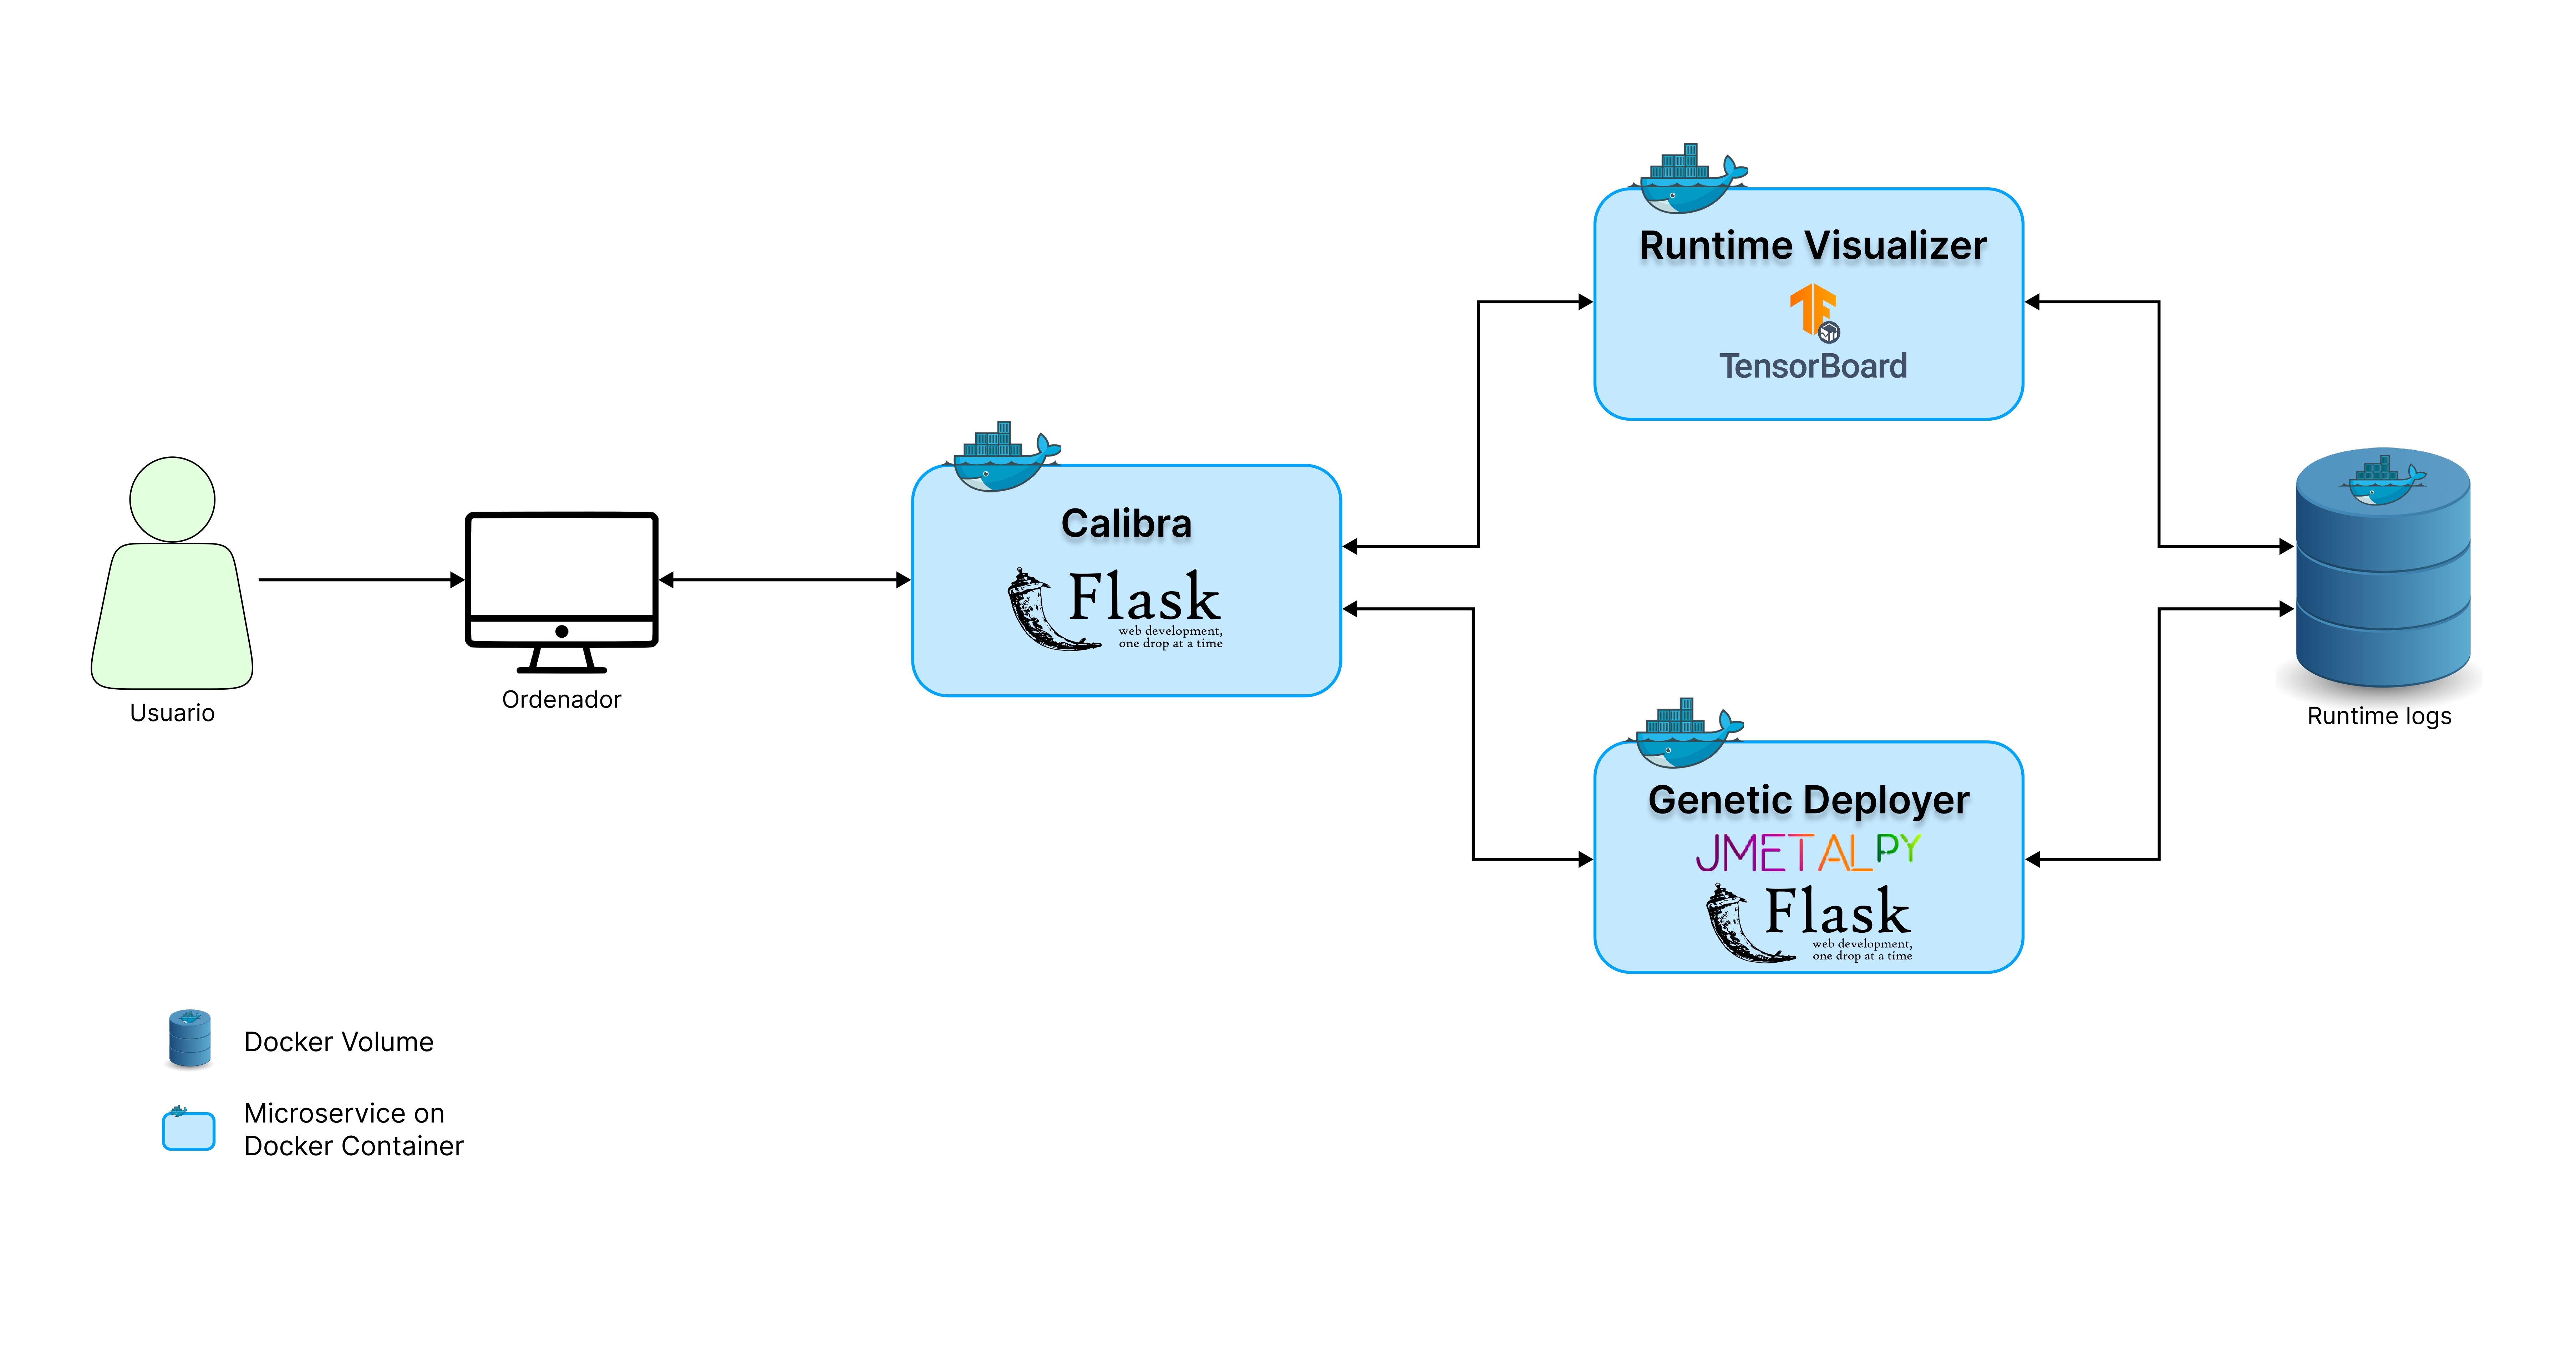 Usuario
Ordenador
Calibra
Flask
web development,
one drop at a time
Runtime Visualizer
TensorBoard
Genetic Deployer
JMETALPY
Flask
web development,
one drop at a time
Runtime logs
Docker Volume
Microservice on
Docker Container